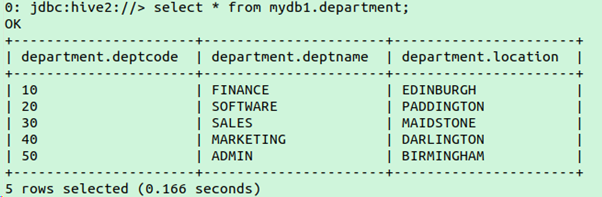 0: jdbc:hive2://> select * from mydb1.department;
OK
+-----------------------+-----------------------+-----------------------+
| department.deptcode  | department.deptname  | department.location  |
+-----------------------+-----------------------+-----------------------+
| 10                    | FINANCE               | EDINBURGH             |
| 20                    | SOFTWARE              | PADDINGTON            |
| 30                    | SALES                 | MAIDSTONE             |
| 40                    | MARKETING             | DARLINGTON            |
| 50                    | ADMIN                 | BIRMINGHAM            |
+-----------------------+-----------------------+-----------------------+
5 rows selected (0.166 seconds)